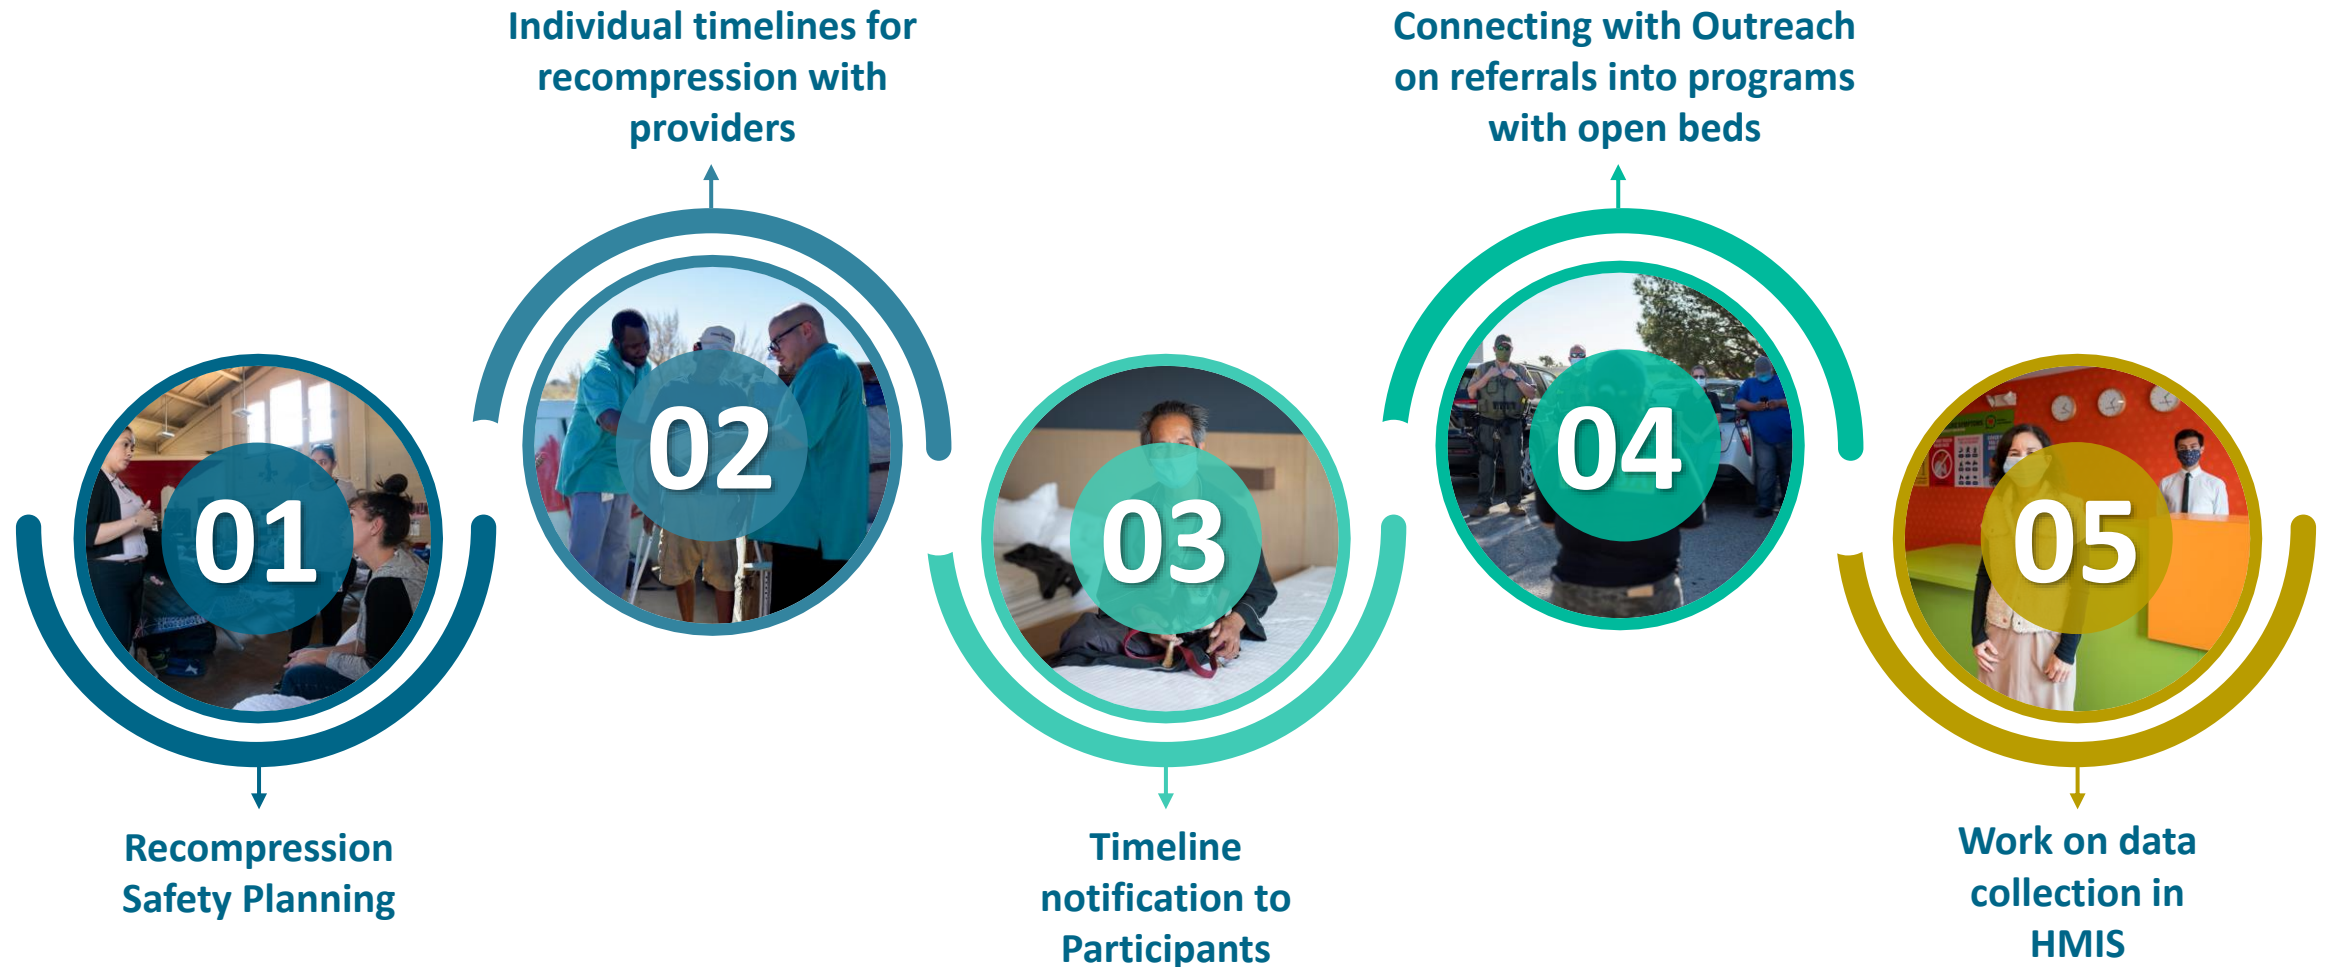 01
Recompression
Safety Planning
Individual timelines for
recompression with
providers
02
03
Timeline
notification to
Participants
Connecting with Outreach
on referrals into programs
with open beds
04
05
Work on data
collection in
HMIS